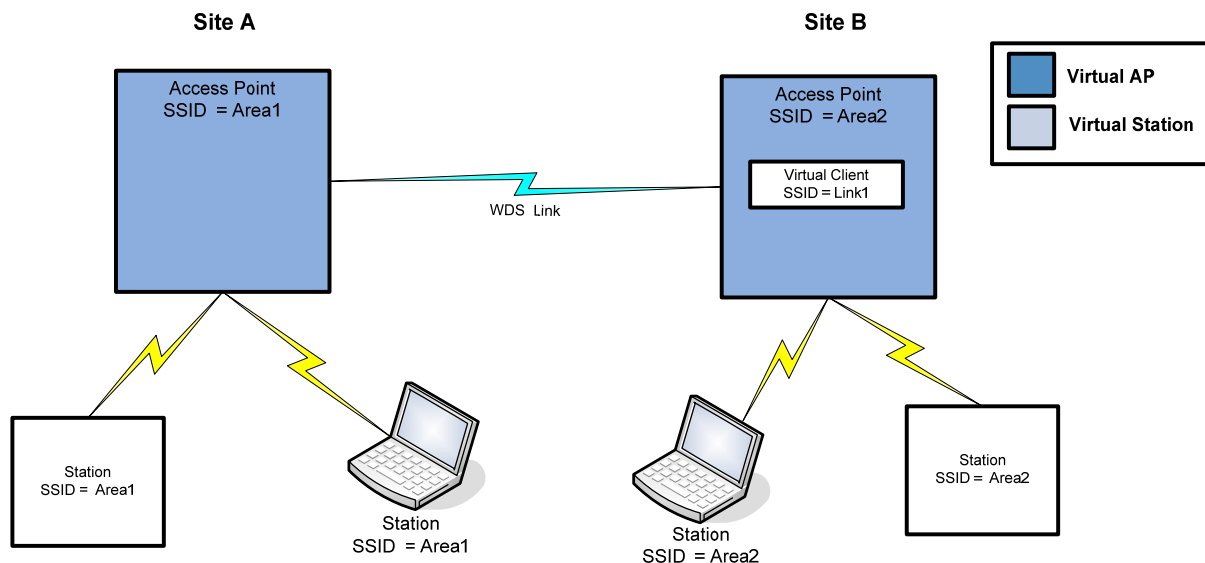 Site A
Site B
Access Point
SSID = Area1
Access Point
SSID = Area2
Virtual Client
SSID = Link1
WDS Link
Virtual AP
Virtual Station
Station
SSID = Area1
Station
SSID = Area1
Station
SSID = Area2
Station
SSID = Area2